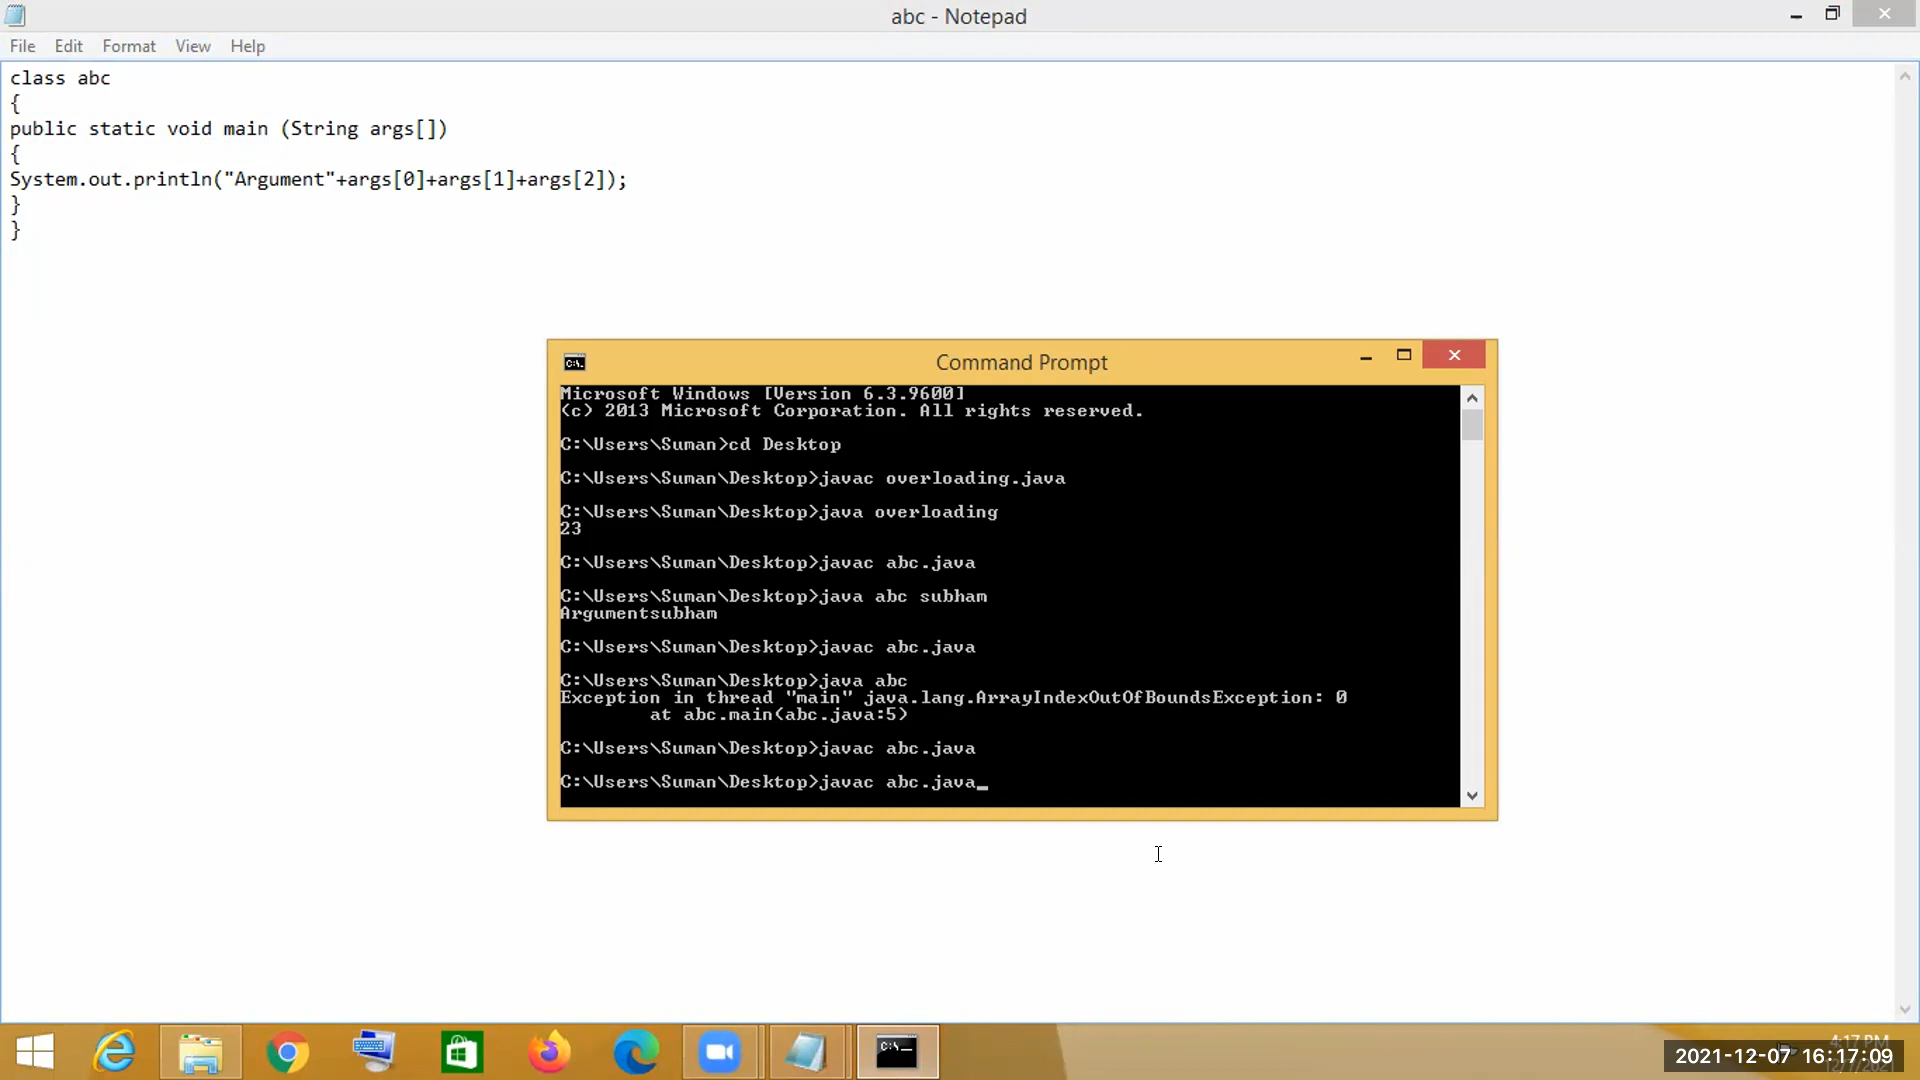 abc - Notepad
File Edit Format View Help
class abc
{
public static void main (String args[])
{
System.out.println("Argument"+args[0]+args[1]+args[2]);
}
}
Command Prompt
Microsoft Windows [Version 6.3.9600]
(c) 2013 Microsoft Corporation. All rights reserved.
C:\Users\Suman>cd Desktop
C:\Users\Suman\Desktop>javac overloading.java
C:\Users\Suman\Desktop>java overloading
23
C:\Users\Suman\Desktop>javac abc.java
C:\Users\Suman\Desktop>java abc subham
Argumentsubham
C:\Users\Suman\Desktop>javac abc.java
C:\Users\Suman\Desktop>java abc
Exception in thread "main" java.lang.ArrayIndexOutOfBoundsException: 0
at abc.main(abc.java:5)
C:\Users\Suman\Desktop>javac abc.java
C:\Users\Suman\Desktop>javac abc.java_
4:17 PM
2021-12-07 16:17:09